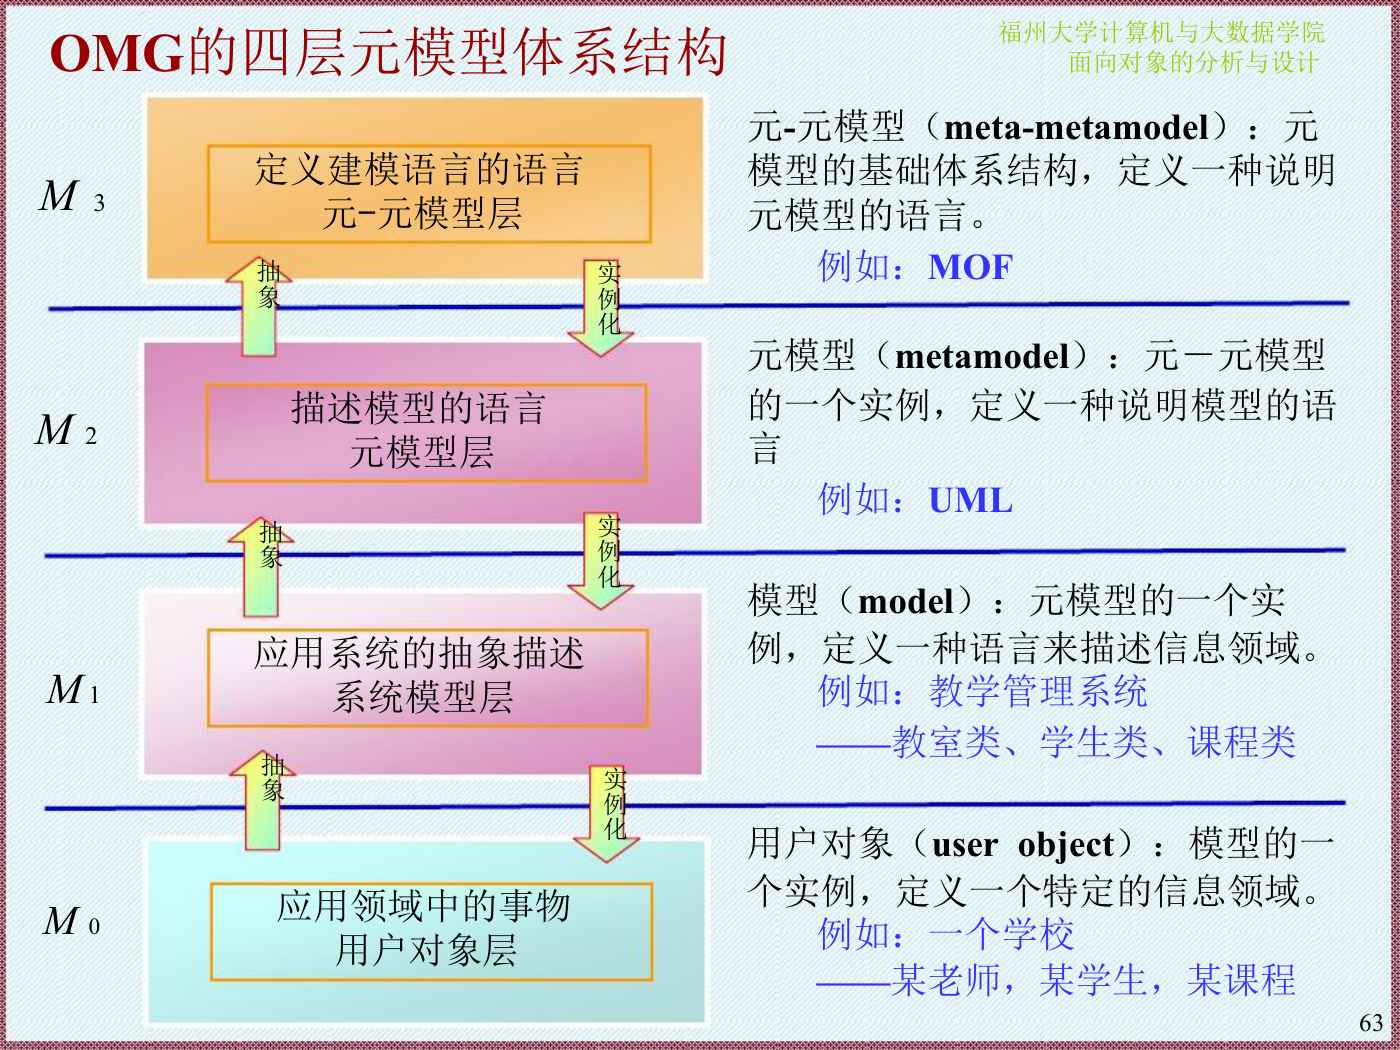 OMG的四层元模型体系结构
福州大学计算机与大数据学院
面向对象的分析与设计
M 3
定义建模语言的语言
元-元模型层
元-元模型（meta-metamodel）：元
模型的基础体系结构，定义一种说明
元模型的语言。
例如：MOF
抽象
实例化
M 2
描述模型的语言
元模型层
元模型（metamodel）：元－元模型
的一个实例，定义一种说明模型的语
言
例如：UML
抽象
实例化
M 1
应用系统的抽象描述
系统模型层
模型（model）：元模型的一个实
例，定义一种语言来描述信息领域。
例如：教学管理系统
——教室类、学生类、课程类
抽象
实例化
M 0
应用领域中的事物
用户对象层
用户对象（user object）：模型的一
个实例，定义一个特定的信息领域。
例如：一个学校
——某老师，某学生，某课程
63